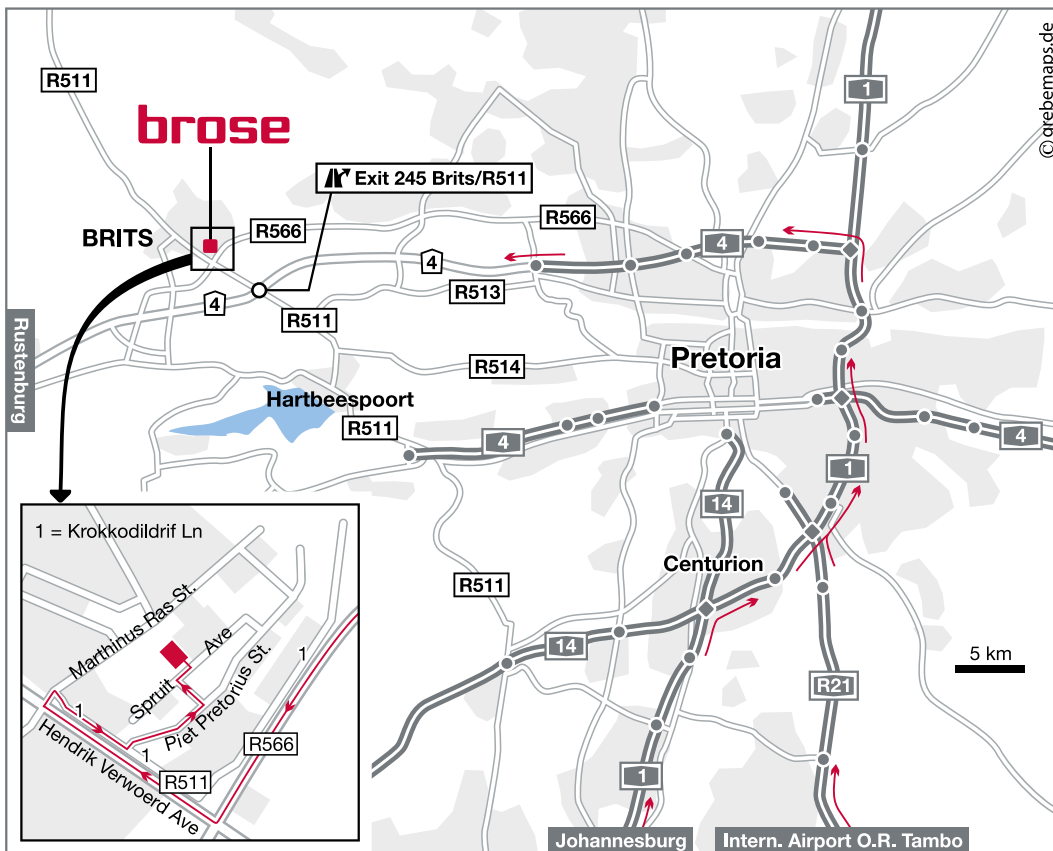 © grebemaps.de
R511
1
brose
Exit 245 Brits/R511
BRITS
R566
R566
4
4
R513
4
R511
Rustenburg
R514
Pretoria
Hartbeespoort
R511
4
4
1
14
Centurion
R511
14
5 km
R21
1
Johannesburg
Intern. Airport O.R. Tambo
1 = Krokkodildrif Ln
Marthinus Ras St.
Spruit Ave
Piet Pretorius St.
1
1
1
R566
R511
Hendrik Verwoerd Ave